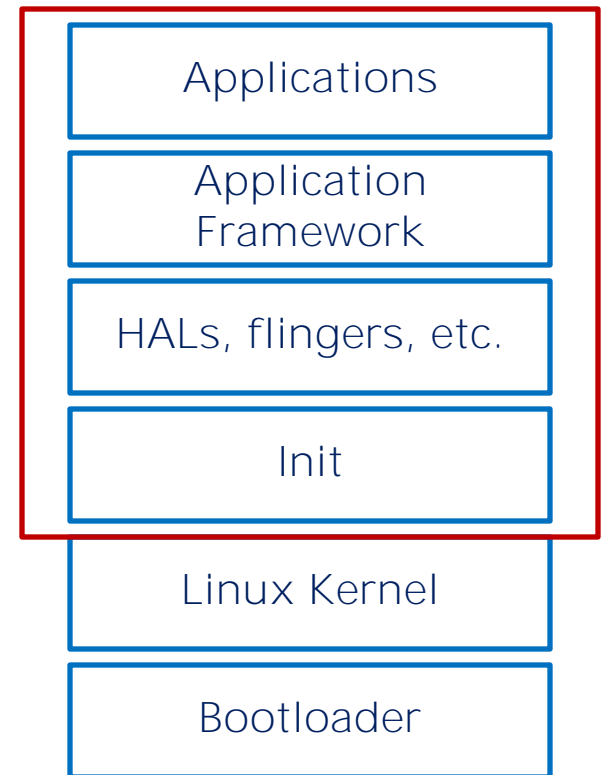 Applications
Application
Framework
HALs, flingers, etc.
Init
Linux Kernel
Bootloader